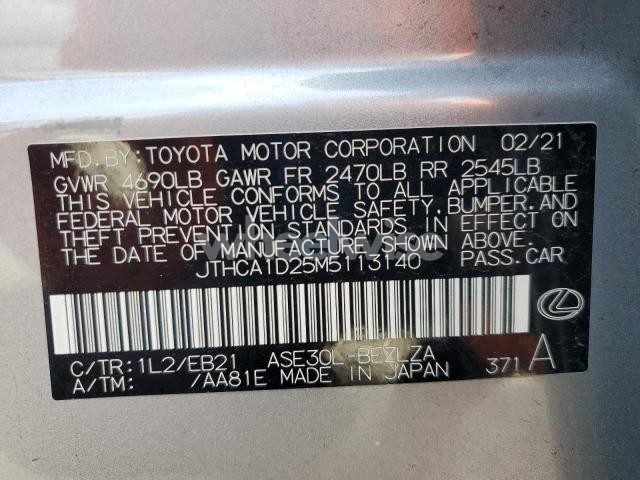 MFD. BY: TOYOTA MOTOR CORPORATION 02/21
GVWR 4690LB GAWR FR 2470LB RR 2545LB
THIS VEHICLE CONFORMS TO ALL APPLICABLE
FEDERAL MOTOR VEHICLE SAFETY, BUMPER, AND
THEFT PREVENTION STANDARDS IN EFFECT ON
THE DATE OF MANUFACTURE SHOWN ABOVE.
JTHCA1D25M5113140 PASS. CAR
C/TR: 1L2/EB21 ASE30L-BEZLZA
A/TM: /AA81E MADE IN JAPAN 371 A